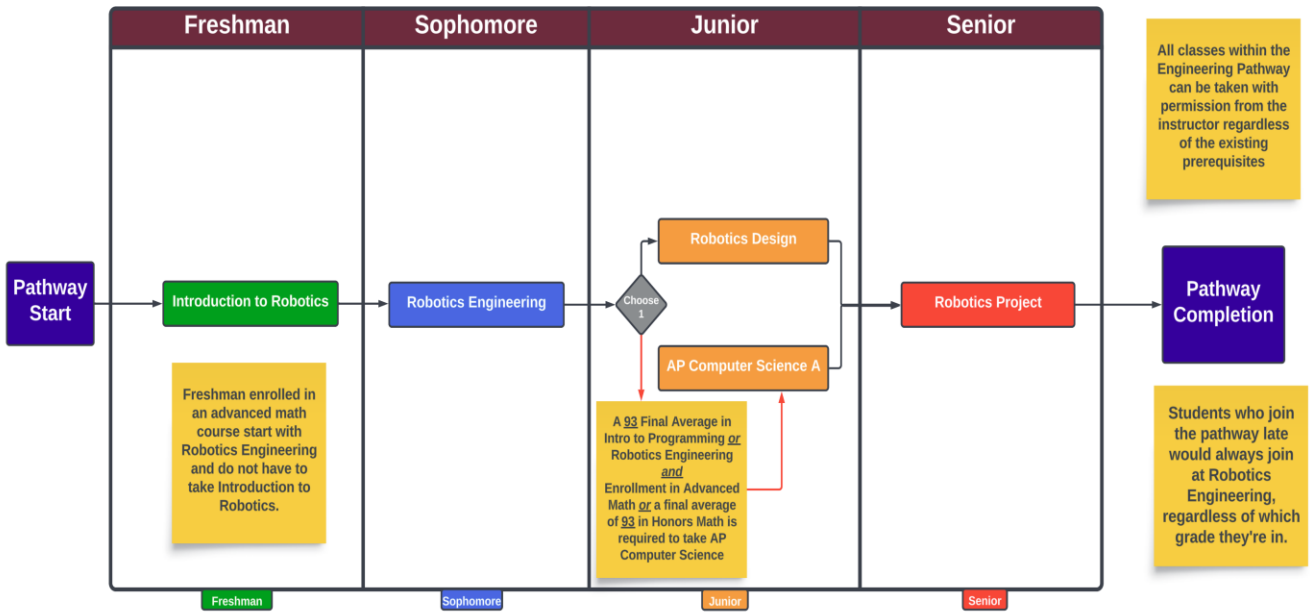 Freshman
Sophomore
Junior
Senior
All classes within the
Engineering Pathway
can be taken with
permission from the
instructor regardless
of the existing
prerequisites
Pathway
Start
Introduction to Robotics
Robotics Engineering
Choose
1
Robotics Design
AP Computer Science A
Robotics Project
Pathway
Completion
Freshman enrolled in
an advanced math
course start with
Robotics Engineering
and do not have to
take Introduction to
Robotics.
A 93 Final Average in
Intro to Programming or
Robotics Engineering
and
Enrollment in Advanced
Math or a final average
of 93 in Honors Math is
required to take AP
Computer Science
Students who join
the pathway late
would always join
at Robotics
Engineering,
regardless of which
grade they're in.
Freshman
Sophomore
Junior
Senior